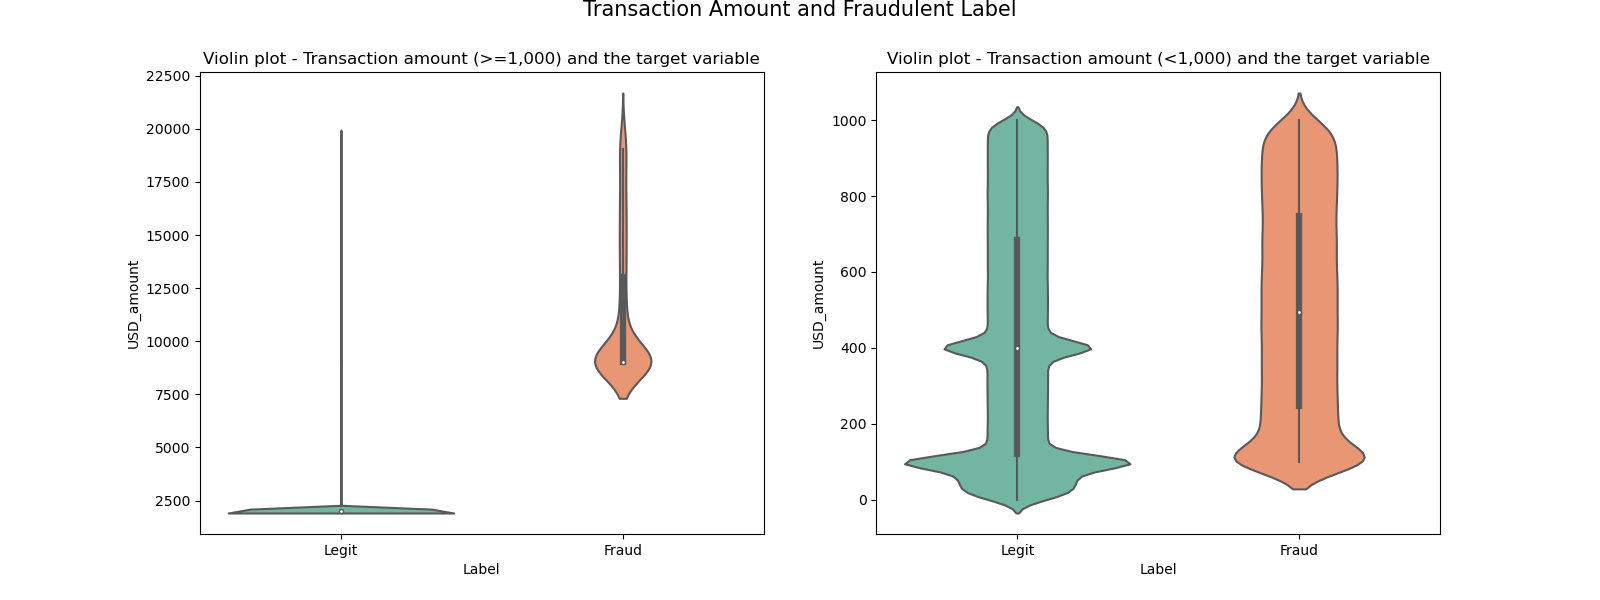 Transaction Amount and Fraudulent Label
Violin plot - Transaction amount (>=1,000) and the target variable
22500
20000
17500
15000
12500
10000
7500
5000
2500
USD_amount
Legit
Fraud
Label
Violin plot - Transaction amount (<1,000) and the target variable
1000
800
600
400
200
0
USD_amount
Legit
Fraud
Label